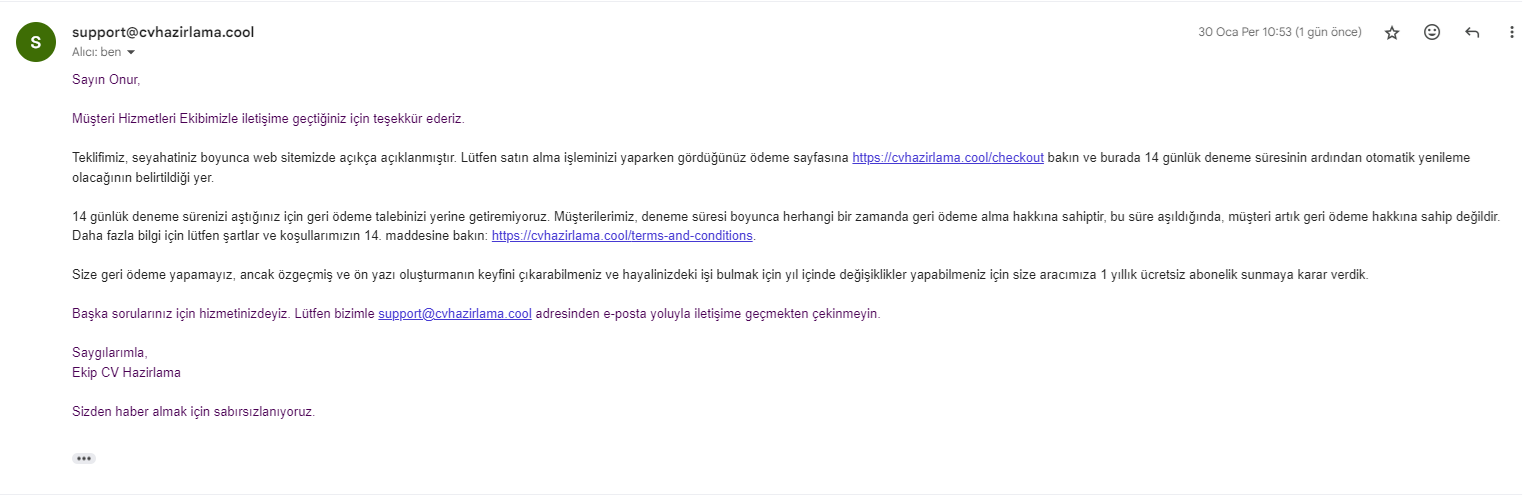 S
support@cvhazirlama.cool
30 Oca Per 10:53 (1 gün önce)
Alıcı: ben
Sayın Onur,
Müşteri Hizmetleri Ekibimizle iletişime geçtiğiniz için teşekkür ederiz.
Teklifimiz, seyahatiniz boyunca web sitemizde açıkça açıklanmıştır. Lütfen satın alma işleminizi yaparken gördüğünüz ödeme sayfasına https://cvhazirlama.cool/checkout bakın ve burada 14 günlük deneme süresinin ardından otomatik yenileme
olacağının belirtildiği yer.
14 günlük deneme sürenizi aştığınız için geri ödeme talebinizi yerine getiremiyoruz. Müşterilerimiz, deneme süresi boyunca herhangi bir zamanda geri ödeme alma hakkına sahiptir, bu süre aşıldığında, müşteri artık geri ödeme hakkına sahip değildir.
Daha fazla bilgi için lütfen şartlar ve koşullarımızın 14. maddesine bakın: https://cvhazirlama.cool/terms-and-conditions.
Size geri ödeme yapamayız, ancak özgeçmiş ve ön yazı oluşturmanın keyfini çıkarabilmeniz ve hayalinizdeki işi bulmak için yıl içinde değişiklikler yapabilmeniz için size aracımıza 1 yıllık ücretsiz abonelik sunmaya karar verdik.
Başka sorularınız için hizmetinizdeyiz. Lütfen bizimle support@cvhazirlama.cool adresinden e-posta yoluyla iletişime geçmekten çekinmeyin.
Saygılarımla,
Ekip CV Hazirlama
Sizden haber almak için sabırsızlanıyoruz.